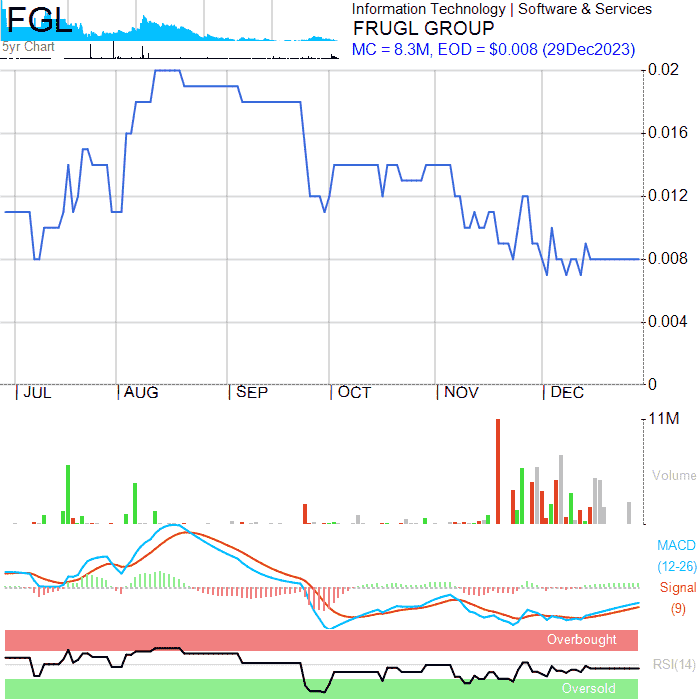 FGL
5yr Chart
Information Technology | Software & Services
FRUGL GROUP
MC = 8.3M, EOD = $0.008 (29Dec2023)
0.02
0.016
0.012
0.008
0.004
0
| JUL | AUG | SEP | OCT | NOV | DEC
11M
Volume
MACD
(12-26)
Signal
(9)
Overbought
RSI(14)
Oversold